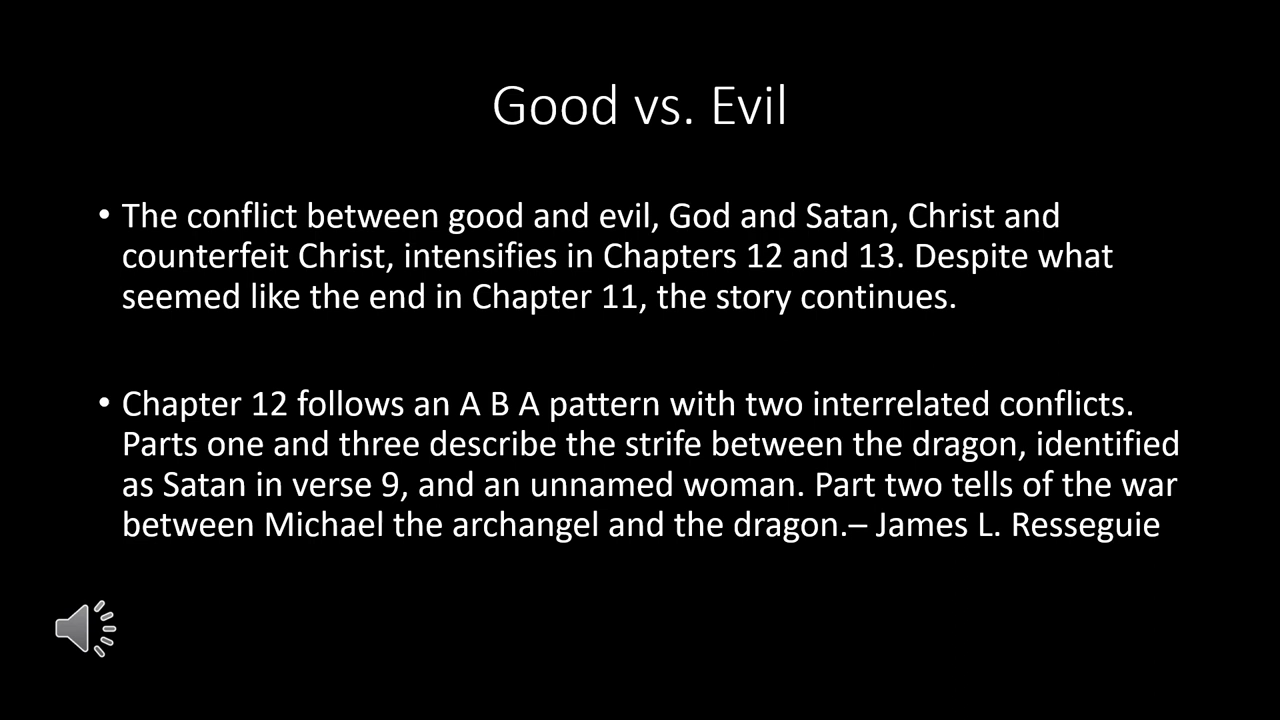 Good vs. Evil
• The conflict between good and evil, God and Satan, Christ and
counterfeit Christ, intensifies in Chapters 12 and 13. Despite what
seemed like the end in Chapter 11, the story continues.
• Chapter 12 follows an A B A pattern with two interrelated conflicts.
Parts one and three describe the strife between the dragon, identified
as Satan in verse 9, and an unnamed woman. Part two tells of the war
between Michael the archangel and the dragon.– James L. Resseguie